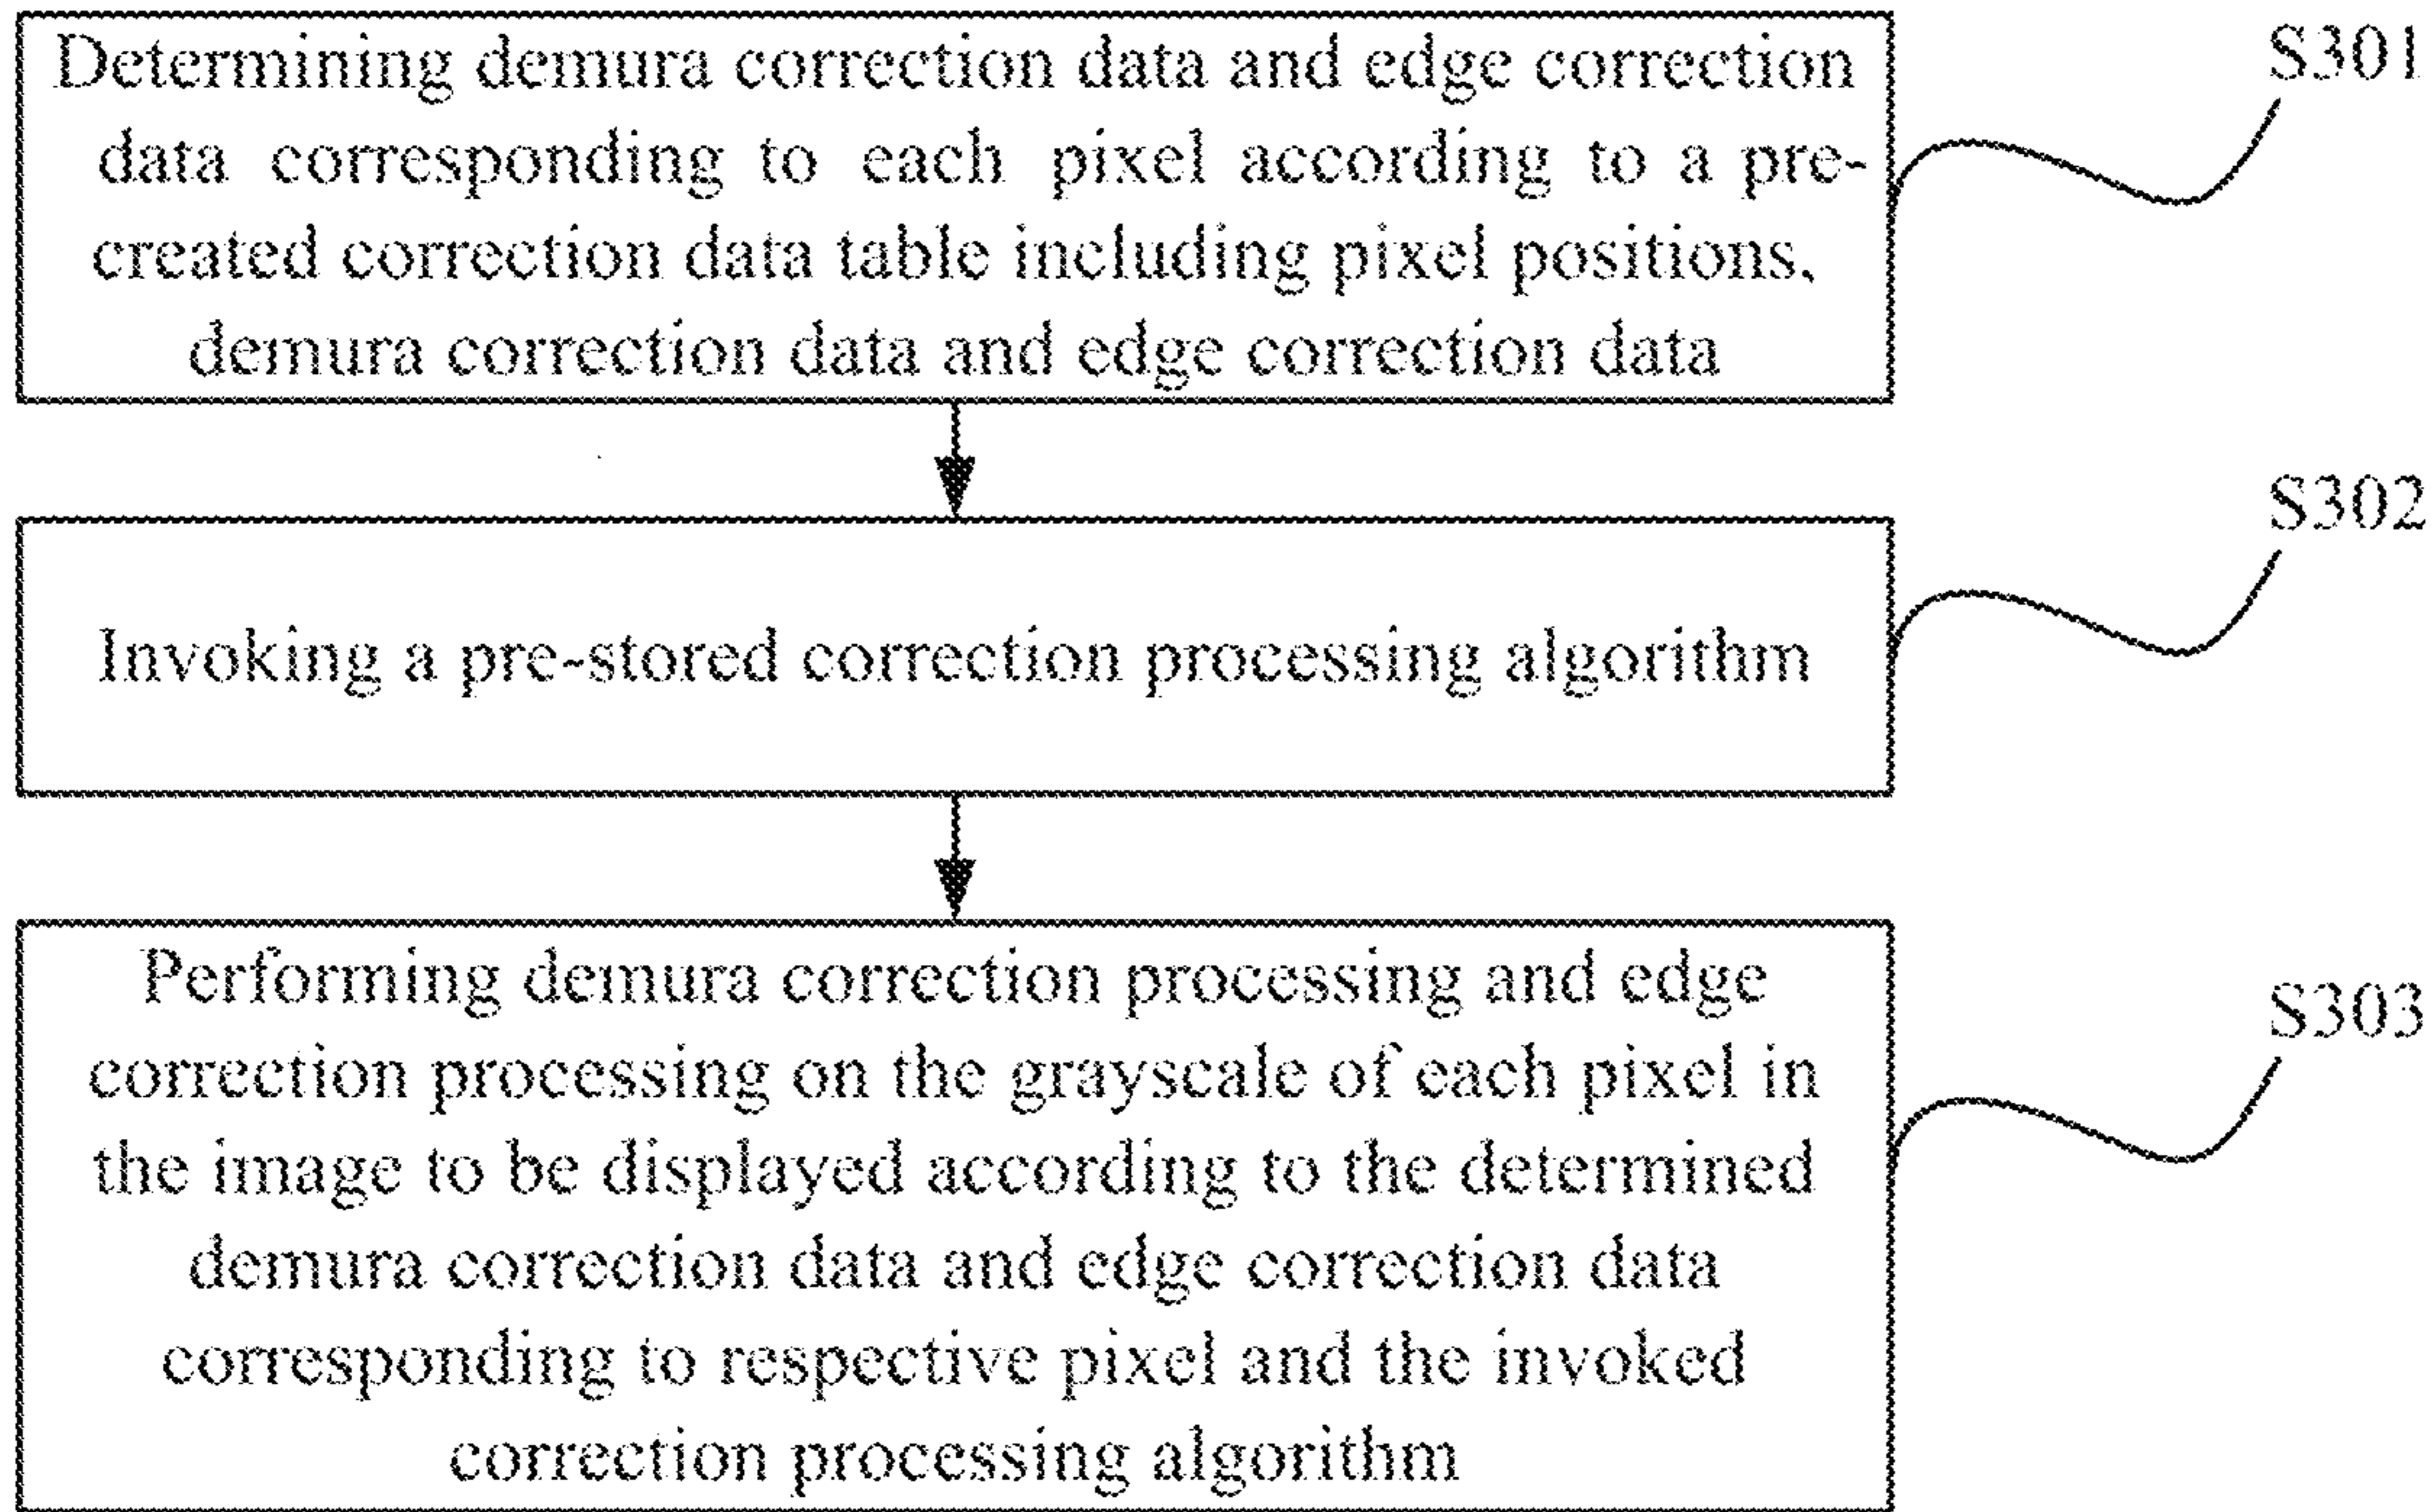 Determining demura correction data and edge correction
data corresponding to each pixel according to a pre-
created correction data table including pixel positions,
demura correction data and edge correction data
S301
Invoking a pre-stored correction processing algorithm
S302
Performing demura correction processing and edge
correction processing on the grayscale of each pixel in
the image to be displayed according to the determined
demura correction data and edge correction data
corresponding to respective pixel and the invoked
correction processing algorithm
S303